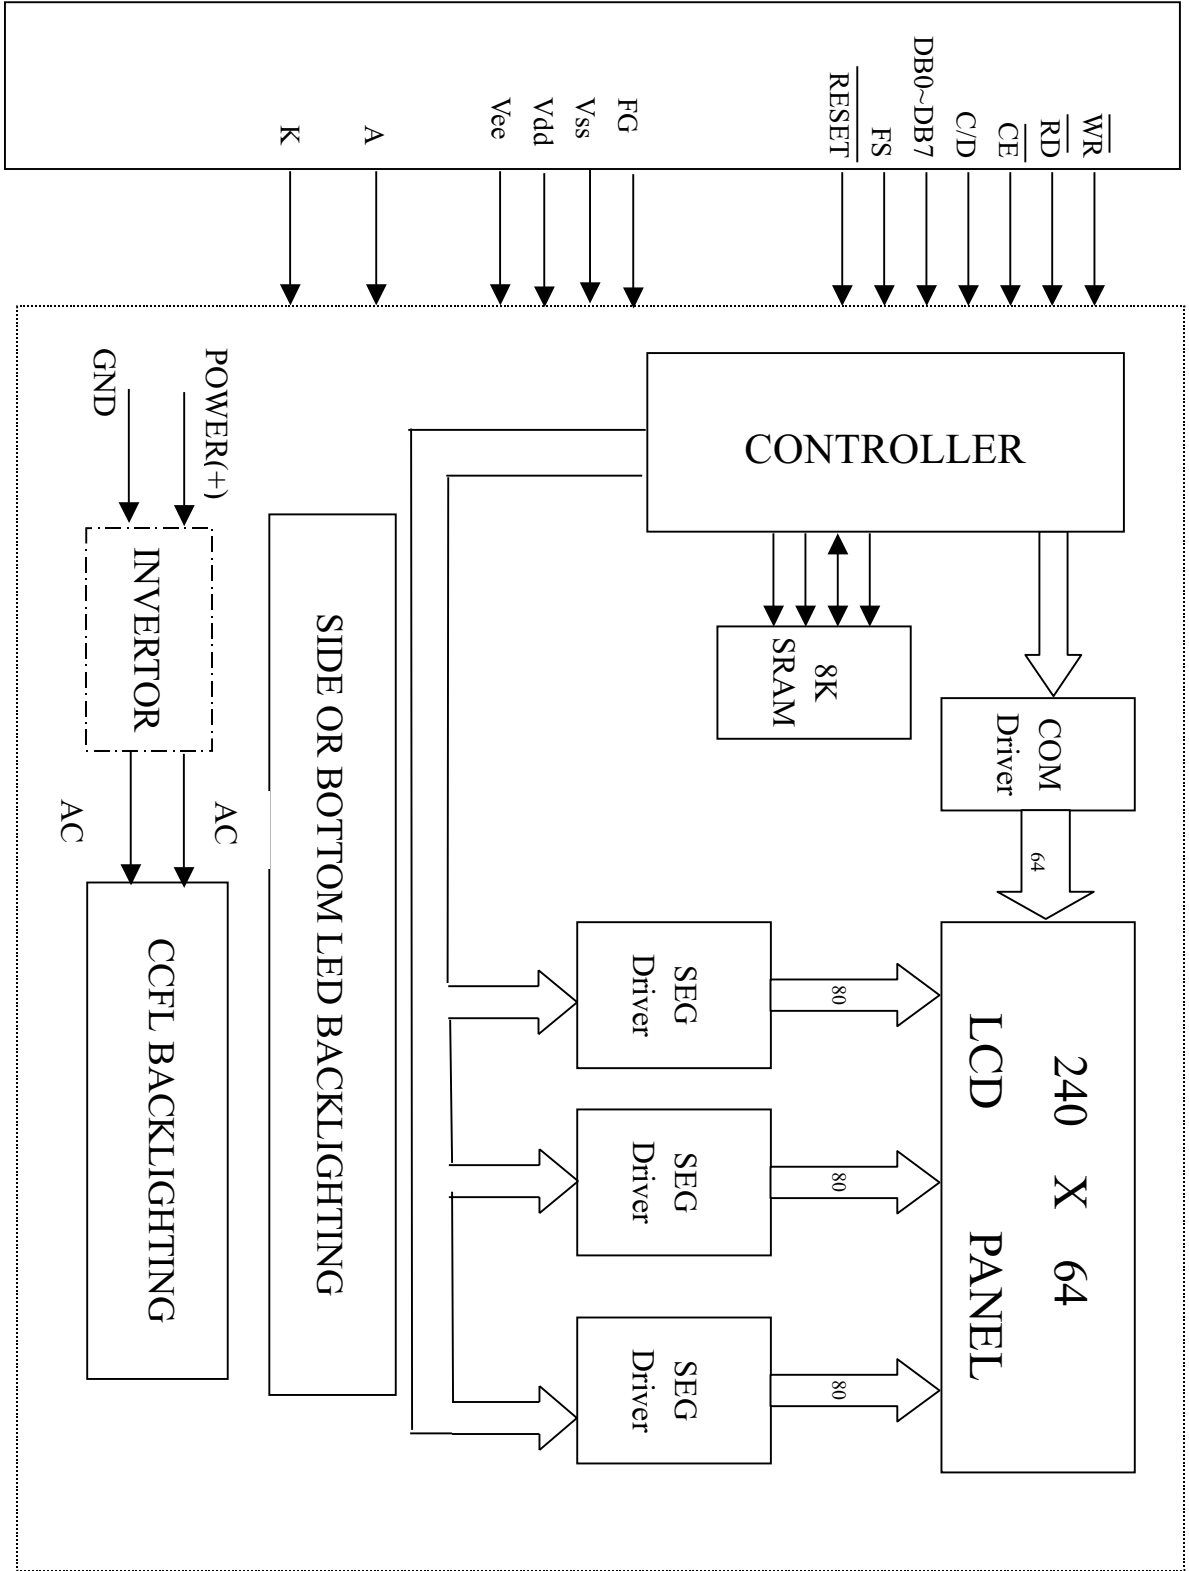 WR
RD
CE
C/D
DB0~DB7
FS
RESET
FG
Vss
Vdd
Vee
A
K
CONTROLLER
8K
SRAM
COM
Driver
64
240 X 64
LCD PANEL
80
80
80
SEG
Driver
SEG
Driver
SEG
Driver
SIDE OR BOTTOM LED BACKLIGHTING
POWER(+)
GND
INVERTOR
AC
AC
CCFL BACKLIGHTING